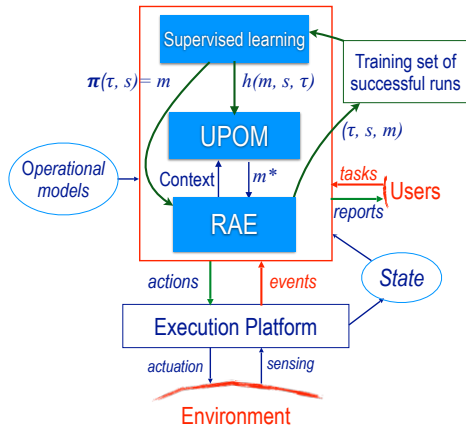 Supervised learning
Training set of
successful runs
π(τ, s)= m
h(m, s, τ)
UPOM
(τ, s, m)
Operational
models
Context
m*
tasks
Users
reports
RAE
State
actions
events
Execution Platform
actuation
sensing
Environment